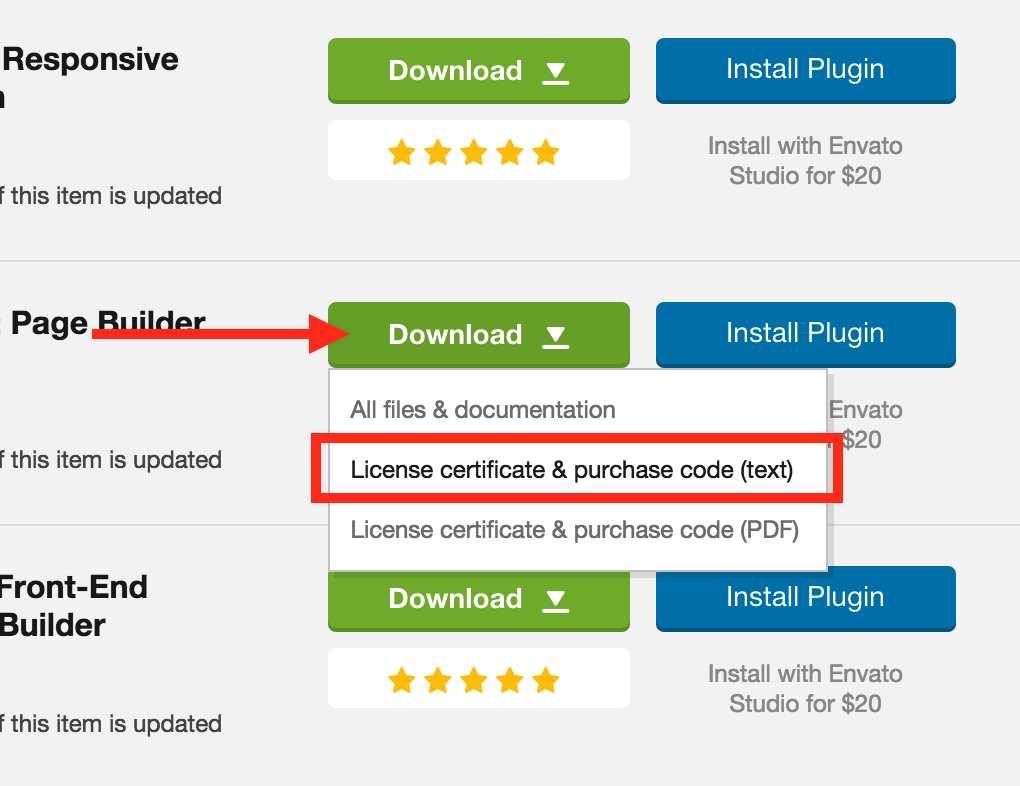 Responsive
Download
Install Plugin
Install with Envato
Studio for $20
f this item is updated
Page Builder
Download
Install Plugin
All files & documentation
Envato
$20
License certificate & purchase code (text)
f this item is updated
License certificate & purchase code (PDF)
Front-End
Builder
Download
Install Plugin
Install with Envato
Studio for $20
f this item is updated